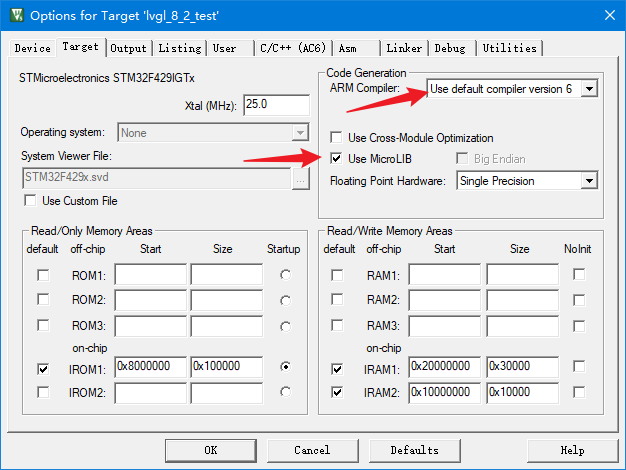 Options for Target 'lvgl_8_2_test'
Device Target Output Listing User C/C++ (AC6) Asm Linker Debug Utilities
STMicroelectronics STM32F429IGTx
Xtal (MHz): 25.0
Operating system: None
System Viewer File:
STM32F429x.svd ...
Use Custom File
Code Generation
ARM Compiler: Use default compiler version 6
Use Cross-Module Optimization
Use MicroLIB Big Endian
Floating Point Hardware: Single Precision
Read/Only Memory Areas
default off-chip Start Size Startup
ROM1:
ROM2:
ROM3:
on-chip
IROM1: 0x8000000 0x100000
IROM2:
Read/Write Memory Areas
default off-chip Start Size NoInit
RAM1:
RAM2:
RAM3:
on-chip
IRAM1: 0x20000000 0x30000
IRAM2: 0x10000000 0x10000
OK Cancel Defaults Help